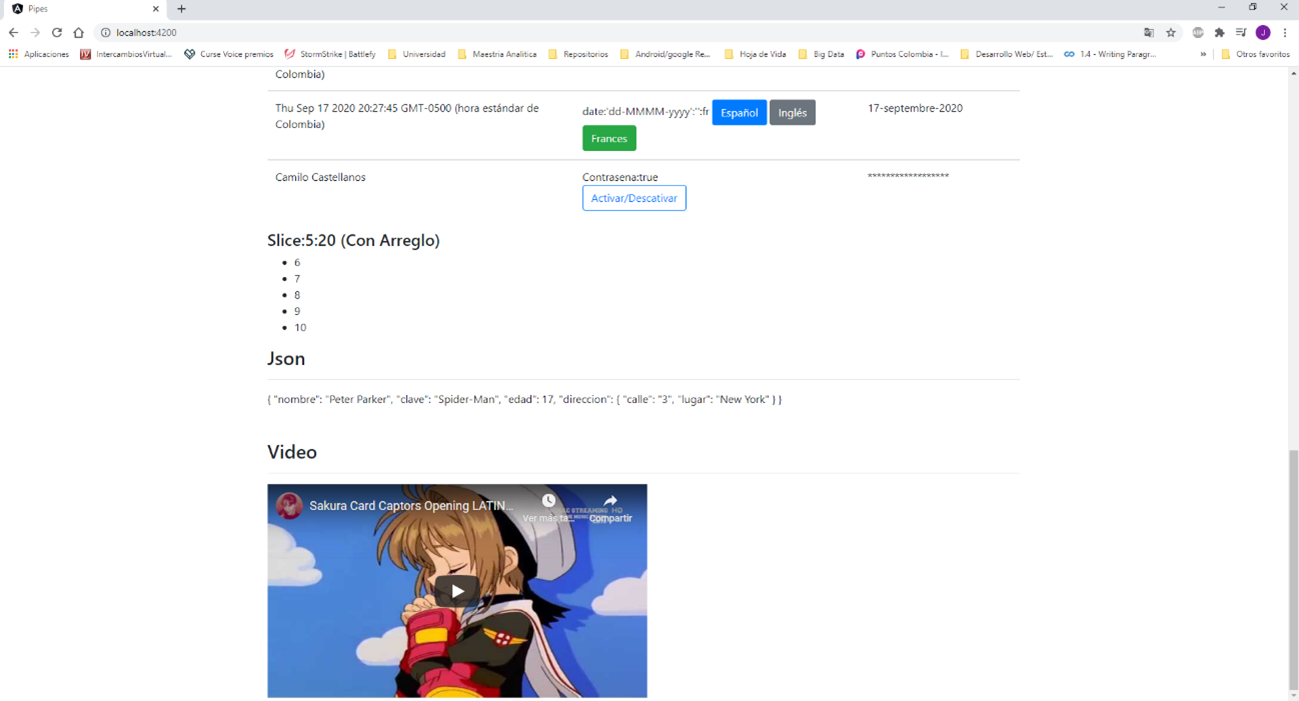 Pipes
localhost:4200
Aplicaciones
IntercambiosVirtual...
Curse Voice premios
StormStrike | Battlefy
Universidad
Maestria Analitica
Repositorios
Android/google Re...
Hoja de Vida
Big Data
Puntos Colombia - I...
Desarrollo Web/ Est...
1.4 - Writing Paragr...
Otros favoritos
Colombia)
Thu Sep 17 2020 20:27:45 GMT-0500 (hora estándar de
Colombia)
date:'dd-MMMM-yyyy':'':fr Español Inglés
Frances
17-septiembre-2020
Camilo Castellanos
Contrasena:true
Activar/Descativar
******************
Slice:5:20 (Con Arreglo)
6
7
8
9
10
Json
{ "nombre": "Peter Parker", "clave": "Spider-Man", "edad": 17, "direccion": { "calle": "3", "lugar": "New York" } }
Video
Sakura Card Captors Opening LATIN...
Ver más ta...
Compartir